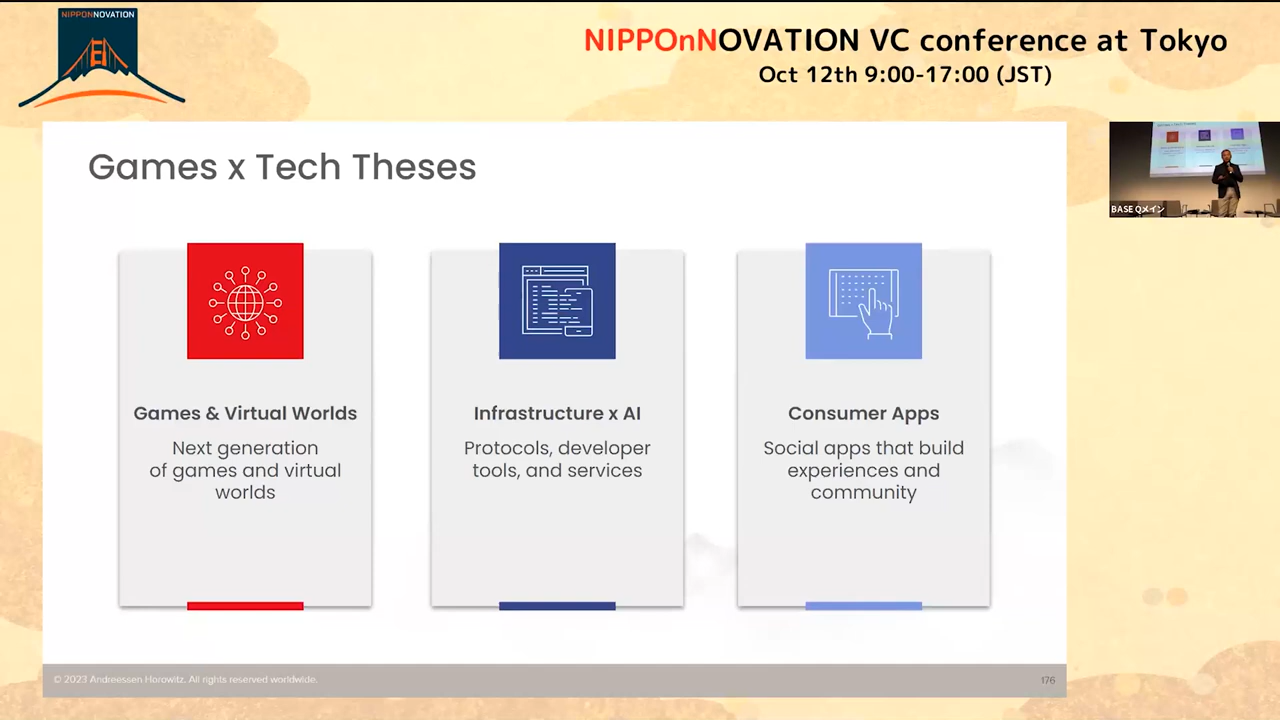 NIPPONNOVATION
NIPPOnNOVATION VC conference at Tokyo
Oct 12th 9:00-17:00 (JST)
Games x Tech Theses
Games & Virtual Worlds
Next generation
of games and virtual
worlds
Infrastructure x AI
Protocols, developer
tools, and services
Consumer Apps
Social apps that build
experiences and
community
BASE Qメイン
© 2023 Andreessen Horowitz. All rights reserved worldwide.
176